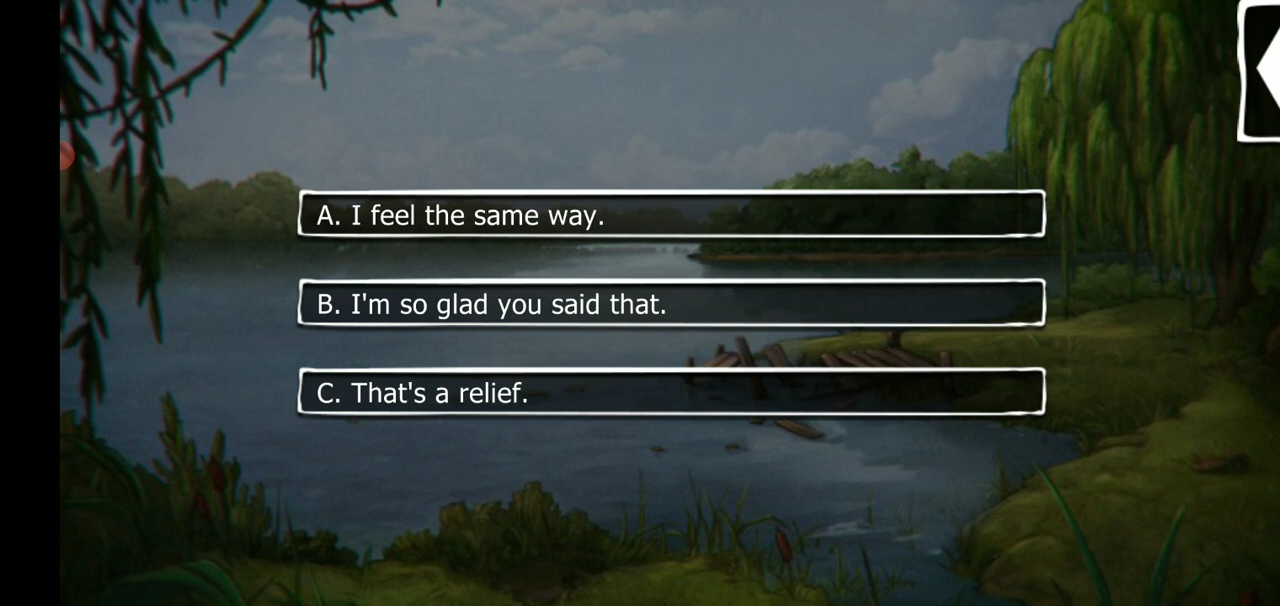 A. I feel the same way.
B. I'm so glad you said that.
C. That's a relief.